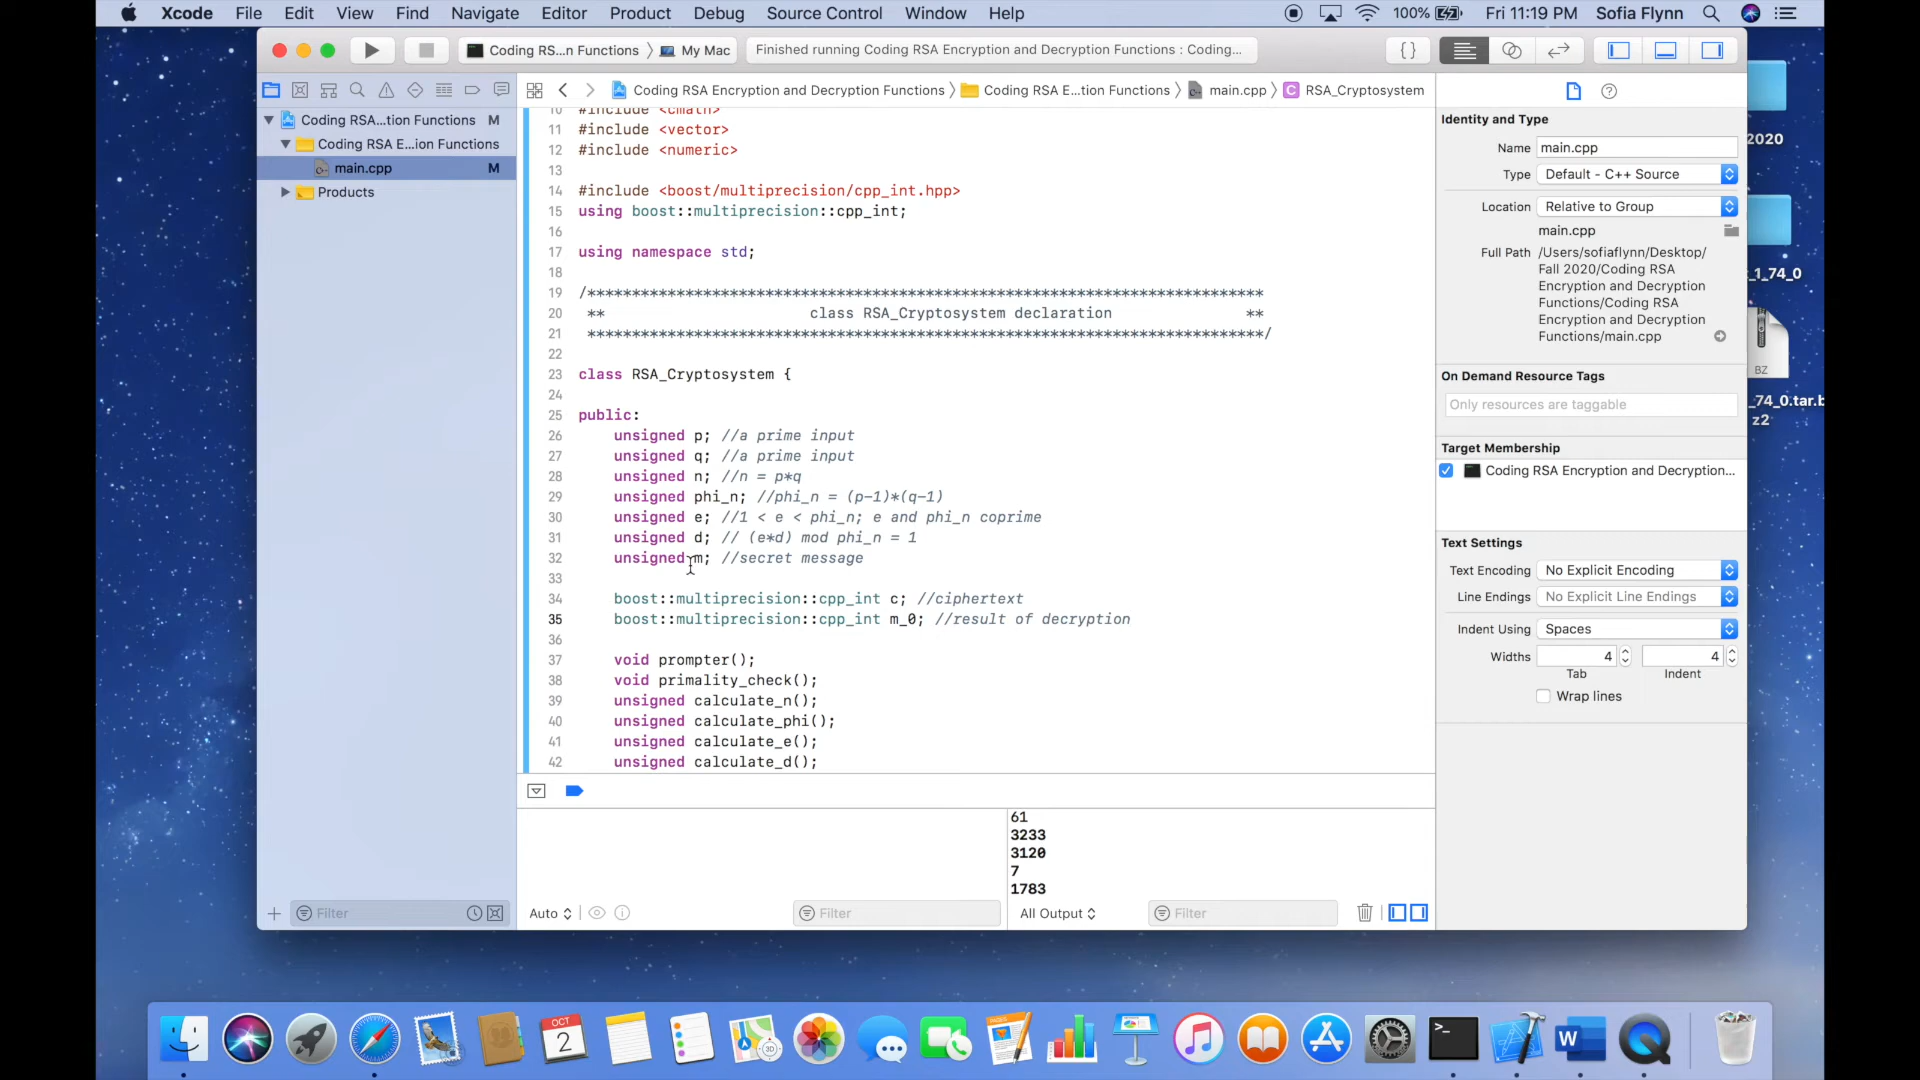 Xcode File Edit View Find Navigate Editor Product Debug Source Control Window Help 100% Fri 11:19 PM Sofia Flynn
Coding RS...n Functions My Mac Finished running Coding RSA Encryption and Decryption Functions : Coding... {}
Coding RSA...tion Functions M
Coding RSA E...ion Functions
main.cpp M
Products
Filter
Coding RSA Encryption and Decryption Functions Coding RSA E...tion Functions main.cpp C RSA_Cryptosystem
10 #include <cmath>
11 #include <vector>
12 #include <numeric>
13
14 #include <boost/multiprecision/cpp_int.hpp>
15 using boost::multiprecision::cpp_int;
16
17 using namespace std;
18
19 /****************************************************************************
20 ** class RSA_Cryptosystem declaration **
21 ****************************************************************************/
22
23 class RSA_Cryptosystem {
24
25 public:
26 unsigned p; //a prime input
27 unsigned q; //a prime input
28 unsigned n; //n = p*q
29 unsigned phi_n; //phi_n = (p-1)*(q-1)
30 unsigned e; //1 < e < phi_n; e and phi_n coprime
31 unsigned d; // (e*d) mod phi_n = 1
32 unsigned m; //secret message
33
34 boost::multiprecision::cpp_int c; //ciphertext
35 boost::multiprecision::cpp_int m_0; //result of decryption
36
37 void prompter();
38 void primality_check();
39 unsigned calculate_n();
40 unsigned calculate_phi();
41 unsigned calculate_e();
42 unsigned calculate_d();
61
3233
3120
7
1783
Auto Filter All Output Filter
Identity and Type
Name main.cpp
Type Default - C++ Source
Location Relative to Group
main.cpp
Full Path /Users/sofiaflynn/Desktop/
Fall 2020/Coding RSA
Encryption and Decryption
Functions/Coding RSA
Encryption and Decryption
Functions/main.cpp
On Demand Resource Tags
Only resources are taggable
Target Membership
Coding RSA Encryption and Decryption...
Text Settings
Text Encoding No Explicit Encoding
Line Endings No Explicit Line Endings
Indent Using Spaces
Widths 4 4
Tab Indent
Wrap lines
2020
_1_74_0
BZ
_74_0.tar.b
z2
OCT
2
3D
>_
W